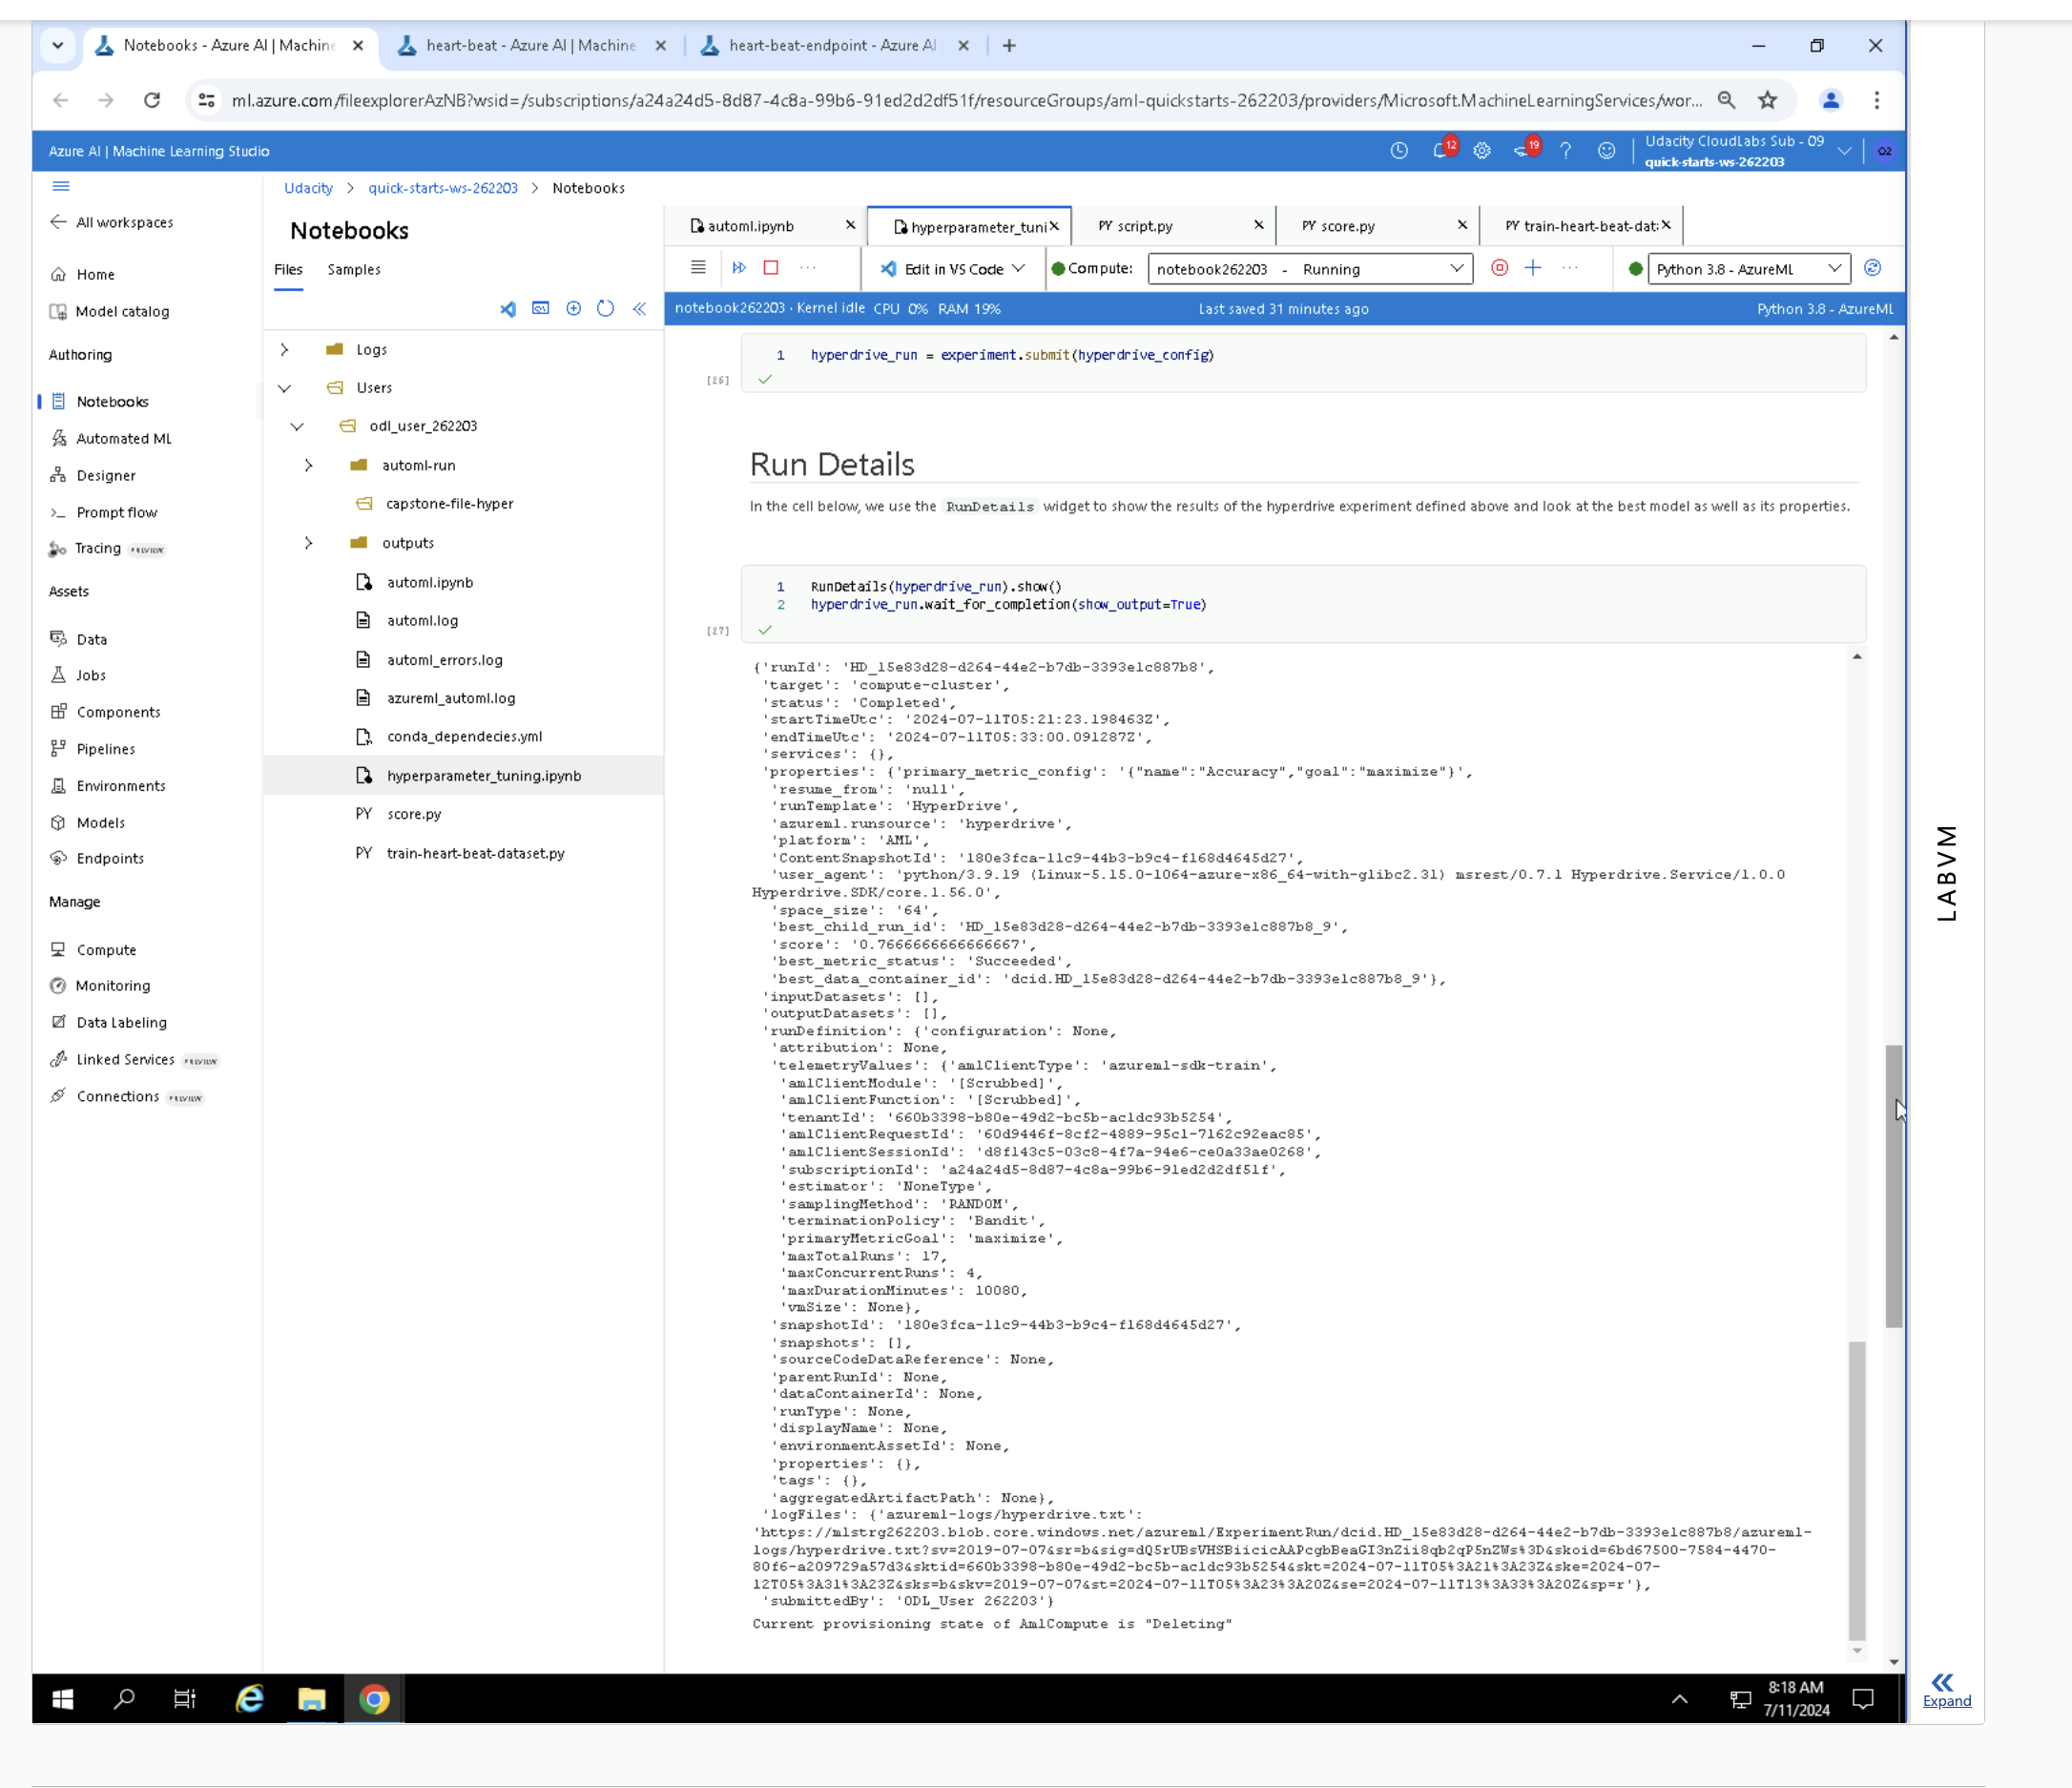 Notebooks - Azure AI | Machine
heart-beat - Azure AI | Machine
heart-beat-endpoint - Azure AI
ml.azure.com/fileexplorerAzNB?wsid=/subscriptions/a24a24d5-8d87-4c8a-99b6-91ed2d2df51f/resourceGroups/aml-quickstarts-262203/providers/Microsoft.MachineLearningServices/wor...
Azure AI | Machine Learning Studio
12
19
Udacity CloudLabs Sub - 09
quick-starts-ws-262203
O2
Udacity > quick-starts-ws-262203 > Notebooks
All workspaces
Home
Model catalog
Authoring
Notebooks
Automated ML
Designer
Prompt flow
Tracing PREVIEW
Assets
Data
Jobs
Components
Pipelines
Environments
Models
Endpoints
Manage
Compute
Monitoring
Data Labeling
Linked Services PREVIEW
Connections PREVIEW
Notebooks
Files Samples
Logs
Users
odl_user_262203
automl-run
capstone-file-hyper
outputs
automl.ipynb
automl.log
automl_errors.log
azureml_automl.log
conda_dependecies.yml
hyperparameter_tuning.ipynb
PY score.py
PY train-heart-beat-dataset.py
automl.ipynb
hyperparameter_tuni
PY script.py
PY score.py
PY train-heart-beat-dat
Edit in VS Code
Compute: notebook262203 - Running
Python 3.8 - AzureML
notebook262203 · Kernel idle CPU 0% RAM 19%
Last saved 31 minutes ago
Python 3.8 - AzureML
1 hyperdrive_run = experiment.submit(hyperdrive_config)
[26]
Run Details
In the cell below, we use the RunDetails widget to show the results of the hyperdrive experiment defined above and look at the best model as well as its properties.
1 RunDetails(hyperdrive_run).show()
2 hyperdrive_run.wait_for_completion(show_output=True)
[27]
{'runId': 'HD_15e83d28-d264-44e2-b7db-3393e1c887b8',
'target': 'compute-cluster',
'status': 'Completed',
'startTimeUtc': '2024-07-11T05:21:23.198463Z',
'endTimeUtc': '2024-07-11T05:33:00.091287Z',
'services': {},
'properties': {'primary_metric_config': '{"name":"Accuracy","goal":"maximize"}',
'resume_from': 'null',
'runTemplate': 'HyperDrive',
'azureml.runsource': 'hyperdrive',
'platform': 'AML',
'ContentSnapshotId': '180e3fca-11c9-44b3-b9c4-f168d4645d27',
'user_agent': 'python/3.9.19 (Linux-5.15.0-1064-azure-x86_64-with-glibc2.31) msrest/0.7.1 Hyperdrive.Service/1.0.0
Hyperdrive.SDK/core.1.56.0',
'space_size': '64',
'best_child_run_id': 'HD_15e83d28-d264-44e2-b7db-3393e1c887b8_9',
'score': '0.7666666666666667',
'best_metric_status': 'Succeeded',
'best_data_container_id': 'dcid.HD_15e83d28-d264-44e2-b7db-3393e1c887b8_9'},
'inputDatasets': [],
'outputDatasets': [],
'runDefinition': {'configuration': None,
'attribution': None,
'telemetryValues': {'amlClientType': 'azureml-sdk-train',
'amlClientModule': '[Scrubbed]',
'amlClientFunction': '[Scrubbed]',
'tenantId': '660b3398-b80e-49d2-bc5b-ac1dc93b5254',
'amlClientRequestId': '60d9446f-8cf2-4889-95c1-7162c92eac85',
'amlClientSessionId': 'd8f143c5-03c8-4f7a-94e6-ce0a33ae0268',
'subscriptionId': 'a24a24d5-8d87-4c8a-99b6-91ed2d2df51f',
'estimator': 'NoneType',
'samplingMethod': 'RANDOM',
'terminationPolicy': 'Bandit',
'primaryMetricGoal': 'maximize',
'maxTotalRuns': 17,
'maxConcurrentRuns': 4,
'maxDurationMinutes': 10080,
'vmSize': None},
'snapshotId': '180e3fca-11c9-44b3-b9c4-f168d4645d27',
'snapshots': [],
'sourceCodeDataReference': None,
'parentRunId': None,
'dataContainerId': None,
'runType': None,
'displayName': None,
'environmentAssetId': None,
'properties': {},
'tags': {},
'aggregatedArtifactPath': None},
'logFiles': {'azureml-logs/hyperdrive.txt':
'https://mlstrg262203.blob.core.windows.net/azureml/ExperimentRun/dcid.HD_15e83d28-d264-44e2-b7db-3393e1c887b8/azureml-
logs/hyperdrive.txt?sv=2019-07-07&sr=b&sig=dQ5rUBsVHSBiicicAAPcgbBeaGI3nZii8qb2qP5nZWs%3D&skoid=6bd67500-7584-4470-
80f6-a209729a57d3&sktid=660b3398-b80e-49d2-bc5b-ac1dc93b5254&skt=2024-07-11T05%3A21%3A23Z&ske=2024-07-
12T05%3A31%3A23Z&sks=b&skv=2019-07-07&st=2024-07-11T05%3A23%3A20Z&se=2024-07-11T13%3A33%3A20Z&sp=r'},
'submittedBy': 'ODL_User 262203'}
Current provisioning state of AmlCompute is "Deleting"
LABVM
Expand
8:18 AM
7/11/2024